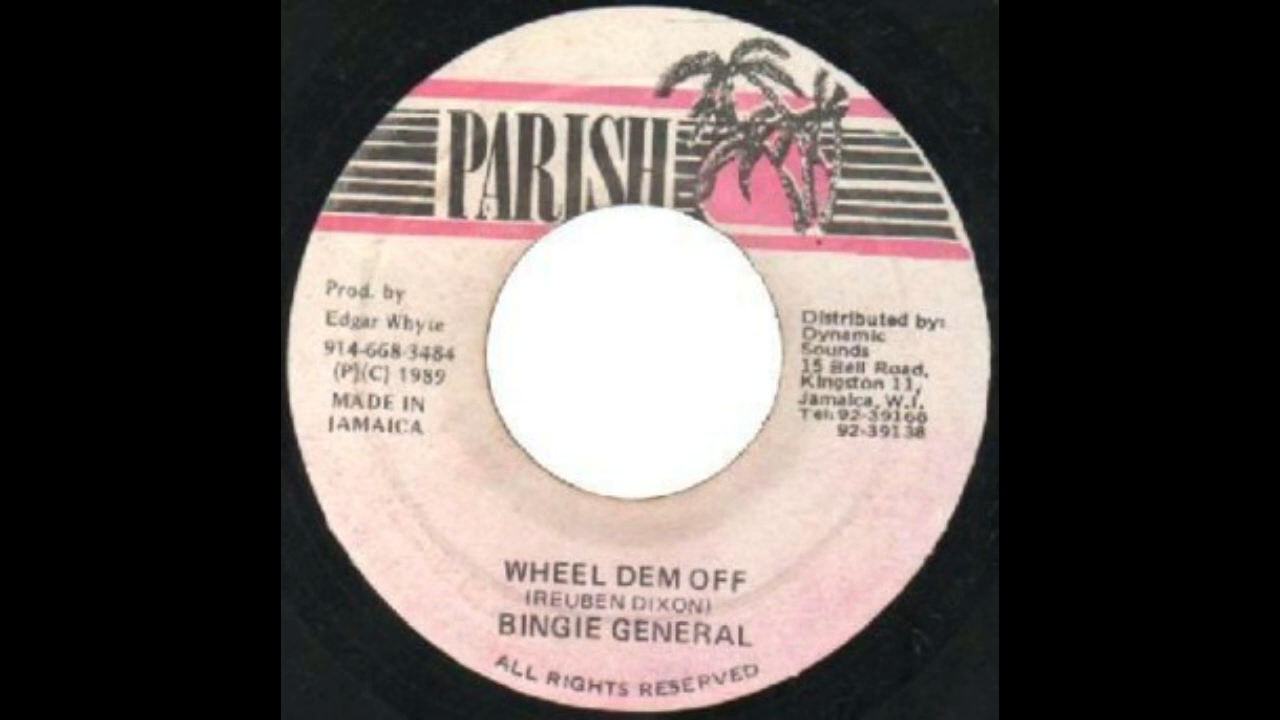 PARISH
Prod. by
Edgar Whyte
914-668-3484
(P)(C) 1989
MADE IN
JAMAICA
Distributed by:
Dynamic
Sounds
15 Bell Road,
Kingston 11,
Jamaica, W.I.
Tel: 92-39168
92-39138
WHEEL DEM OFF
(REUBEN DIXON)
BINGIE GENERAL
ALL RIGHTS RESERVED